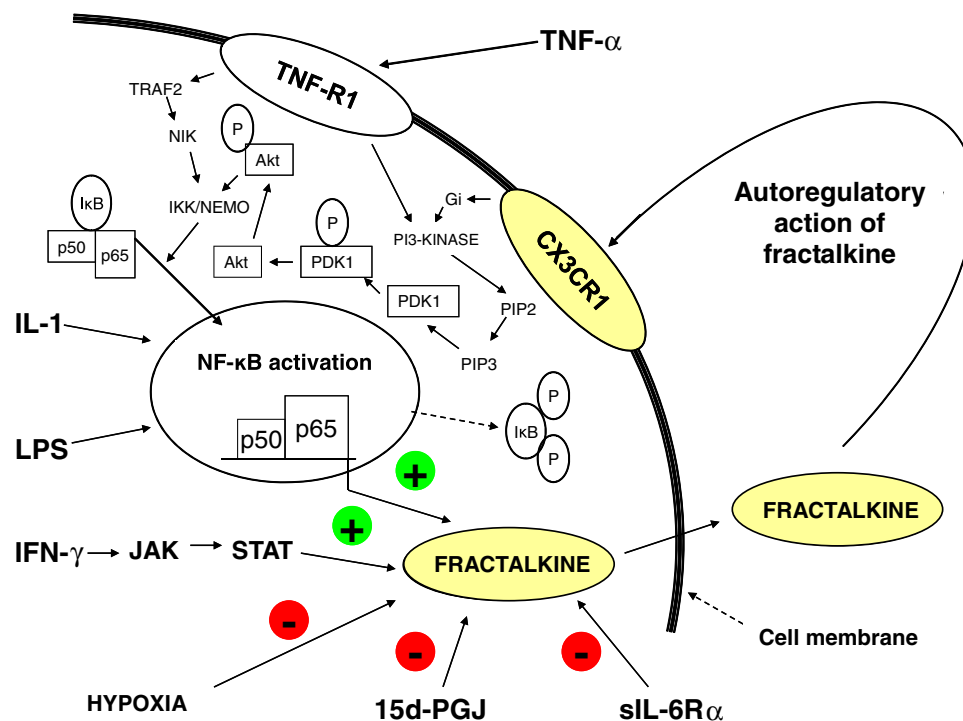 TNF-α
TNF-R1
TRAF2
NIK
P
Akt
IκB
IKK/NEMO
p50
p65
Akt
P
PDK1
Gi
PI3-KINASE
CX3CR1
Autoregulatory
action of
fractalkine
PDK1
PIP2
PIP3
IL-1
NF-κB activation
p50
p65
LPS
P
IκB
P
+
+
FRACTALKINE
IFN-γ
JAK
STAT
FRACTALKINE
-
-
-
Cell membrane
HYPOXIA
15d-PGJ
sIL-6Rα